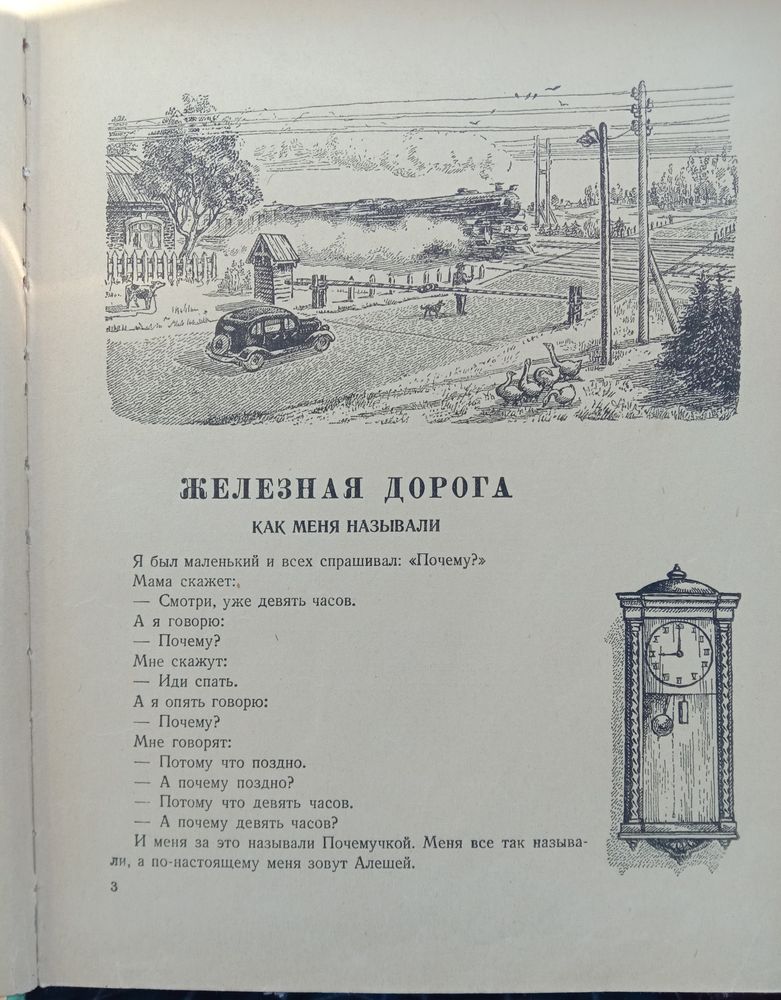 ЖЕЛЕЗНАЯ ДОРОГА
КАК МЕНЯ НАЗЫВАЛИ
Я был маленький и всех спрашивал: «Почему?»
Мама скажет:
— Смотри, уже девять часов.
А я говорю:
— Почему?
Мне скажут:
— Иди спать.
А я опять говорю:
— Почему?
Мне говорят:
— Потому что поздно.
— А почему поздно?
— Потому что девять часов.
— А почему девять часов?
И меня за это называли Почемучкой. Меня все так называ-
ли, а по-настоящему меня зовут Алешей.
3